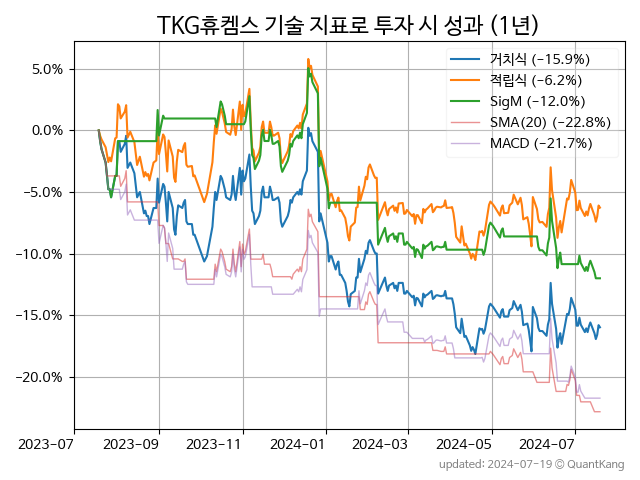 TKG휴켐스 기술 지표로 투자 시 성과 (1년)
거치식 (−15.9%)
적립식 (−6.2%)
SigM (−12.0%)
SMA(20) (−22.8%)
MACD (−21.7%)
5.0%
0.0%
−5.0%
−10.0%
−15.0%
−20.0%
2023-07 2023-09 2023-11 2024-01 2024-03 2024-05 2024-07
updated: 2024-07-19 © QuantKang